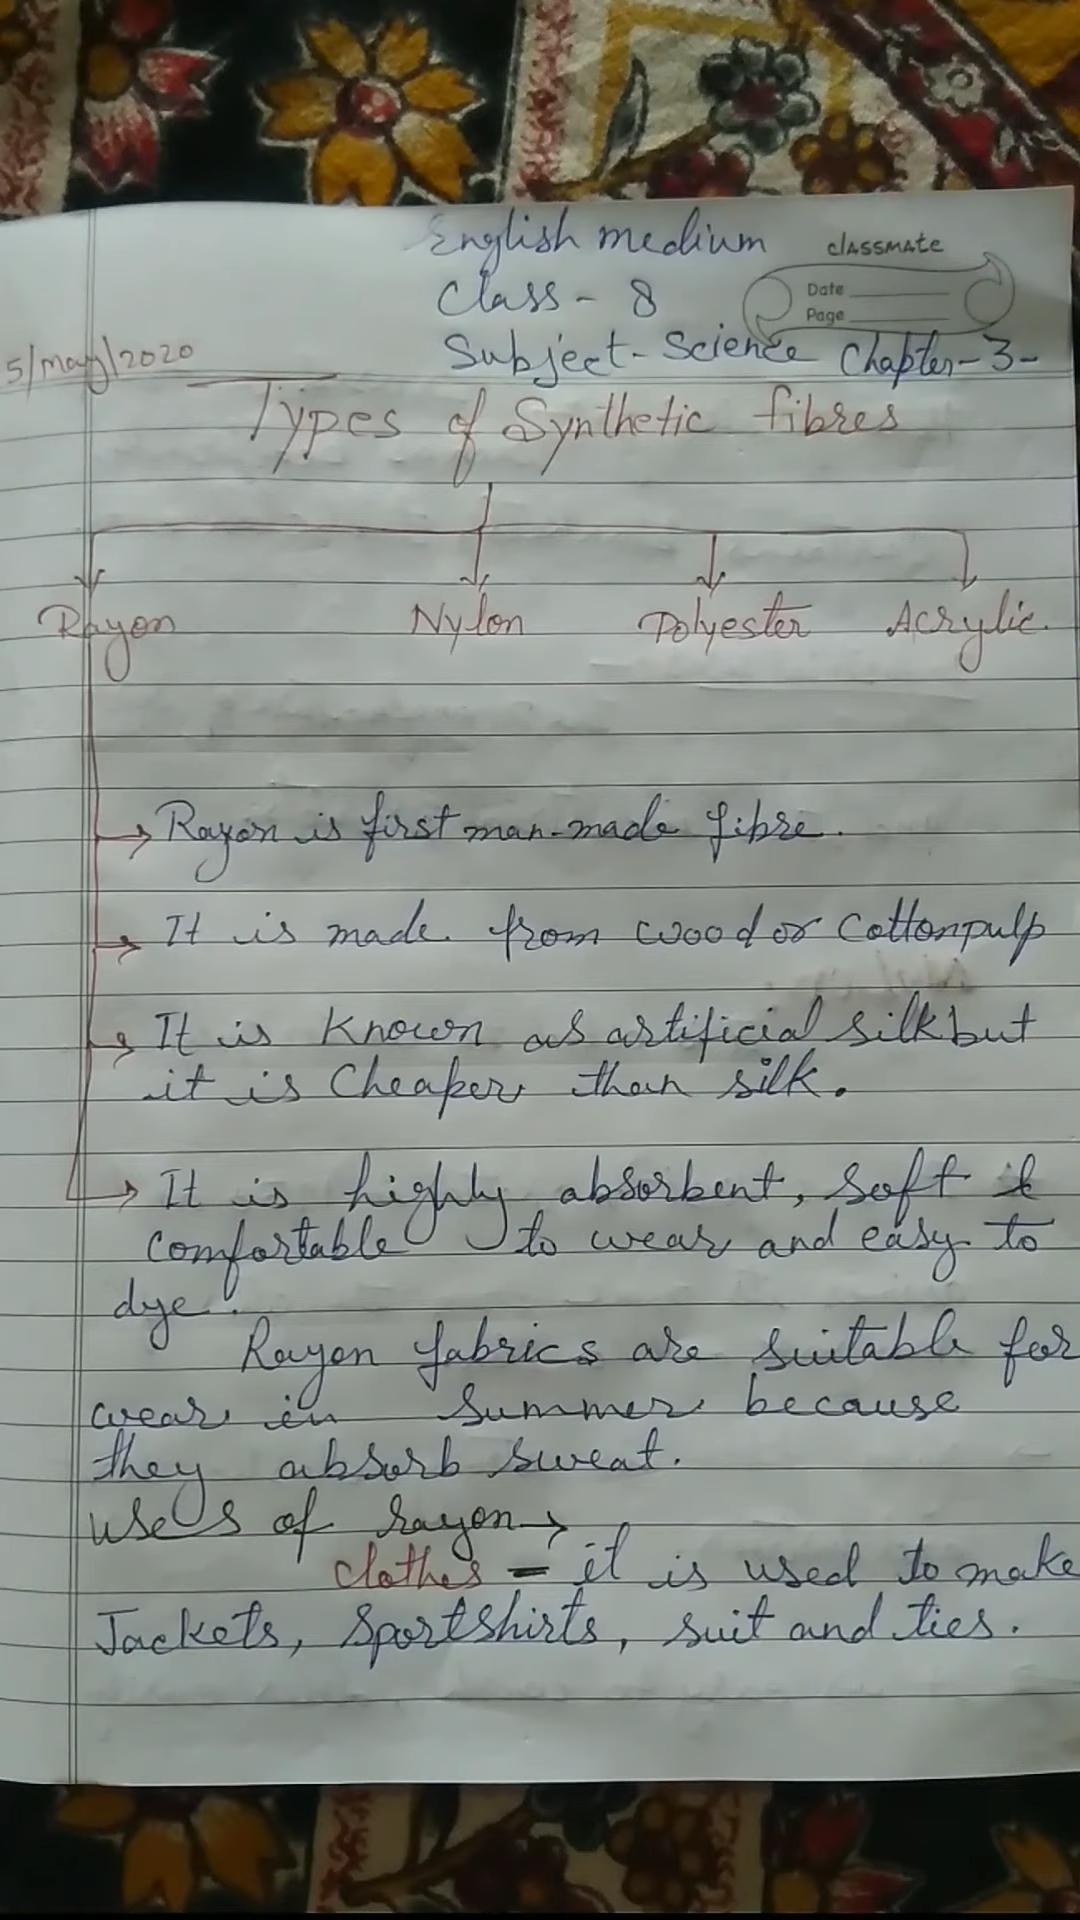 English medium
classmate
Class - 8
Date
Page
5/may/2020
Subject - Science Chapter - 3 -
Types of Synthetic fibres
Rayon Nylon Polyester Acrylic.
→ Rayon is first man-made fibre.
→ It is made from wood or Cottonpulp
→ It is Known as artificial silk but
it is Cheaper than silk.
→ It is highly absorbent, soft &
comfortable to wear and easy to
dye.
Rayon fabrics are suitable for
wear in summer because
they absorb sweat.
Uses of rayon →
clothes - it is used to make
Jackets, Sportshirts, suit and ties.